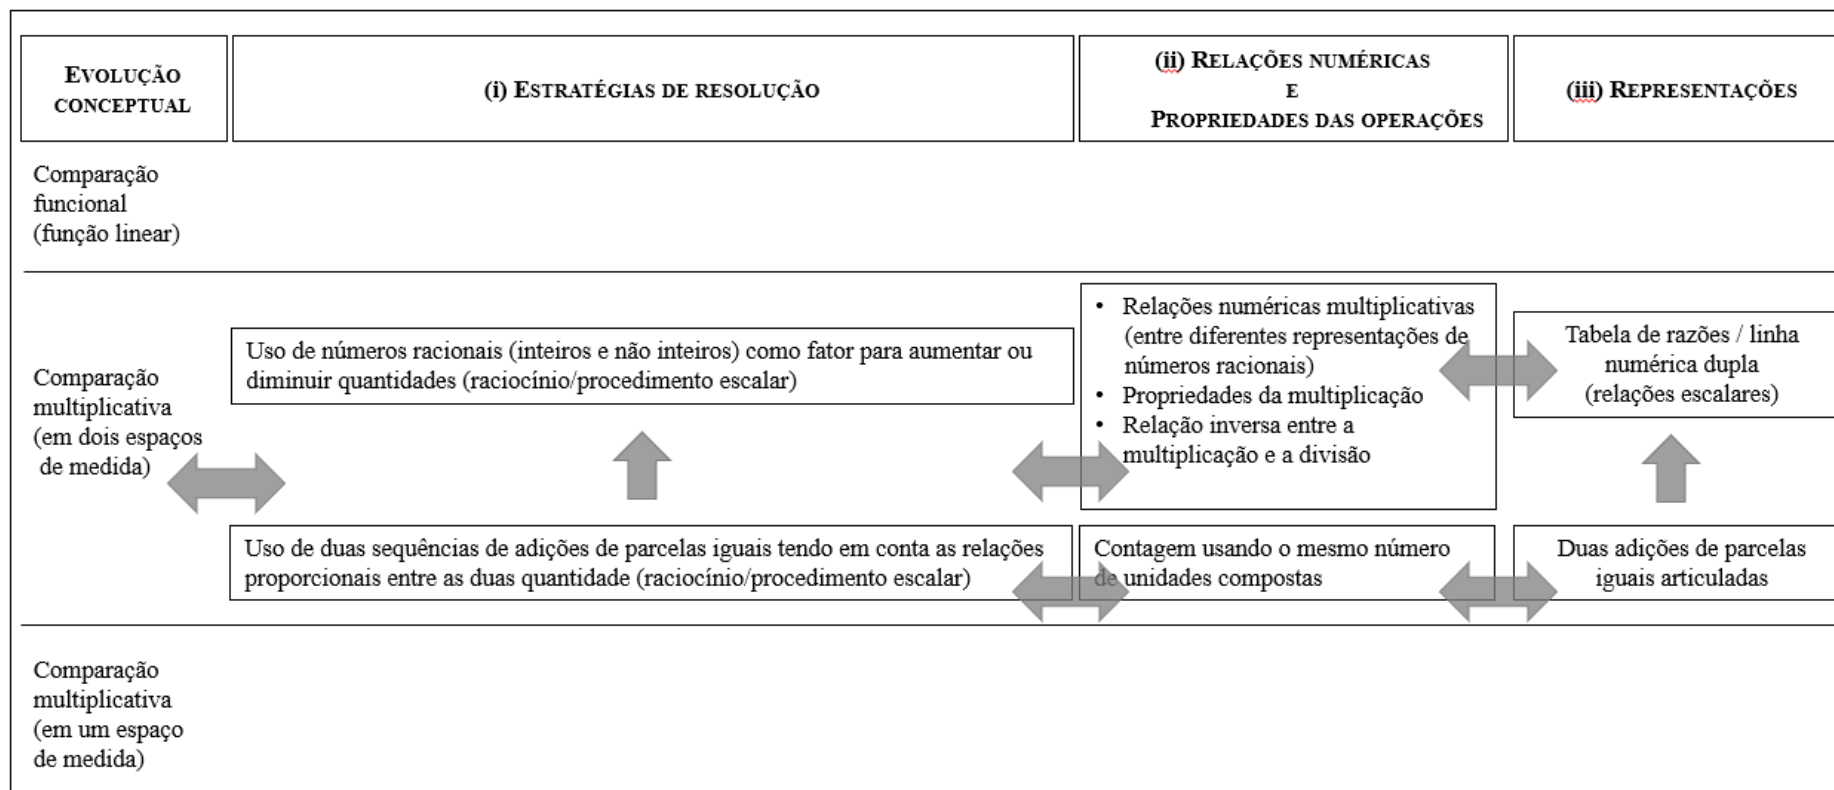 EVOLUÇÃO
CONCEPTUAL
(i) ESTRATÉGIAS DE RESOLUÇÃO
(ii) RELAÇÕES NUMÉRICAS
E
PROPRIEDADES DAS OPERAÇÕES
(iii) REPRESENTAÇÕES
Comparação
funcional
(função linear)
Comparação
multiplicativa
(em dois espaços
de medida)
Uso de números racionais (inteiros e não inteiros) como fator para aumentar ou
diminuir quantidades (raciocínio/procedimento escalar)
• Relações numéricas multiplicativas
(entre diferentes representações de
números racionais)
• Propriedades da multiplicação
• Relação inversa entre a
multiplicação e a divisão
Tabela de razões / linha
numérica dupla
(relações escalares)
Uso de duas sequências de adições de parcelas iguais tendo em conta as relações
proporcionais entre as duas quantidade (raciocínio/procedimento escalar)
Contagem usando o mesmo número
de unidades compostas
Duas adições de parcelas
iguais articuladas
Comparação
multiplicativa
(em um espaço
de medida)